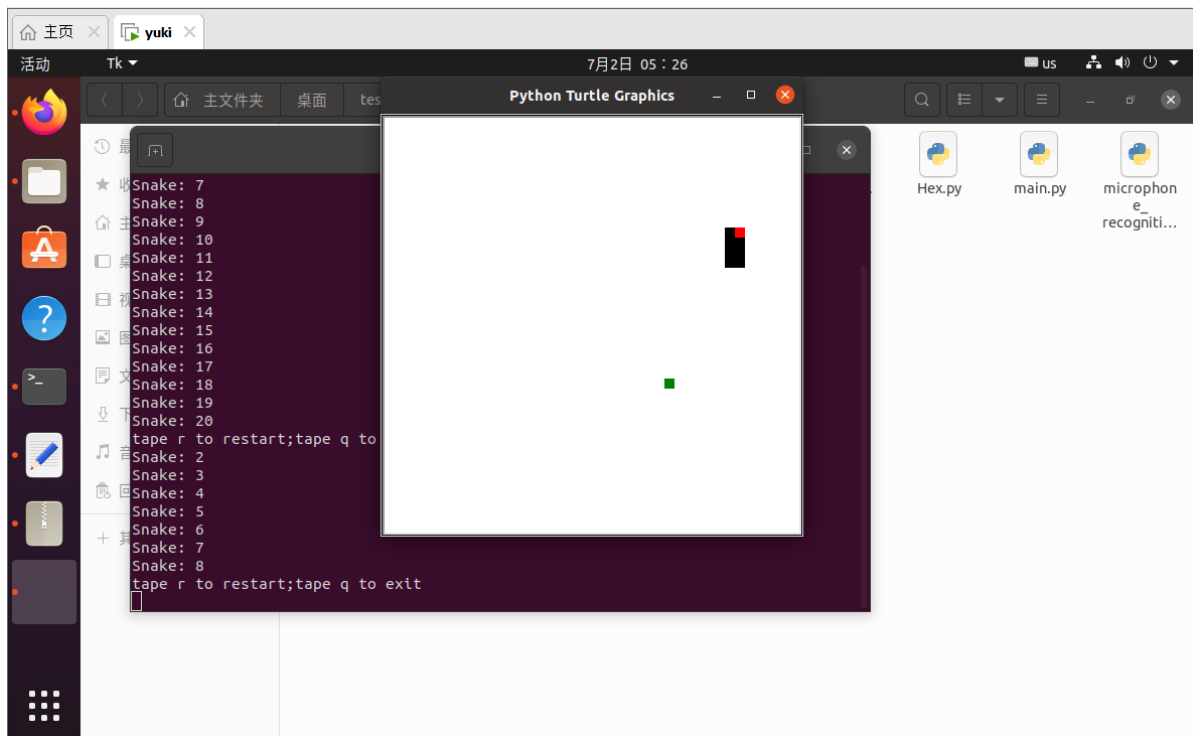 主页
yuki
活动
Tk
7月2日 05：26
us
主文件夹
桌面
tes
Python Turtle Graphics
Snake: 7
Snake: 8
Snake: 9
Snake: 10
Snake: 11
Snake: 12
Snake: 13
Snake: 14
Snake: 15
Snake: 16
Snake: 17
Snake: 18
Snake: 19
Snake: 20
tape r to restart;tape q to
Snake: 2
Snake: 3
Snake: 4
Snake: 5
Snake: 6
Snake: 7
Snake: 8
tape r to restart;tape q to exit
Hex.py
main.py
microphon
e_
recogniti...